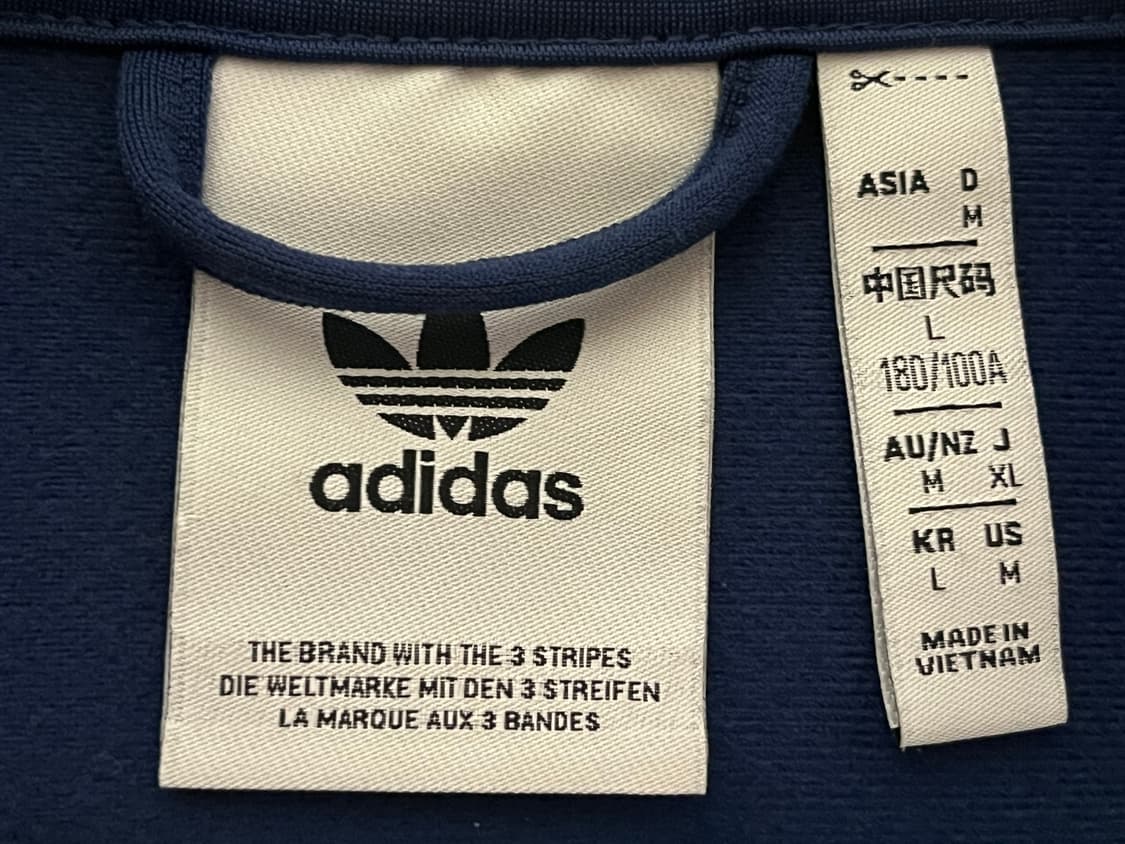 adidas
THE BRAND WITH THE 3 STRIPES
DIE WELTMARKE MIT DEN 3 STREIFEN
LA MARQUE AUX 3 BANDES
ASIA D
M
中国尺码
L
180/100A
AU/NZ J
M XL
KR US
L M
MADE IN
VIETNAM